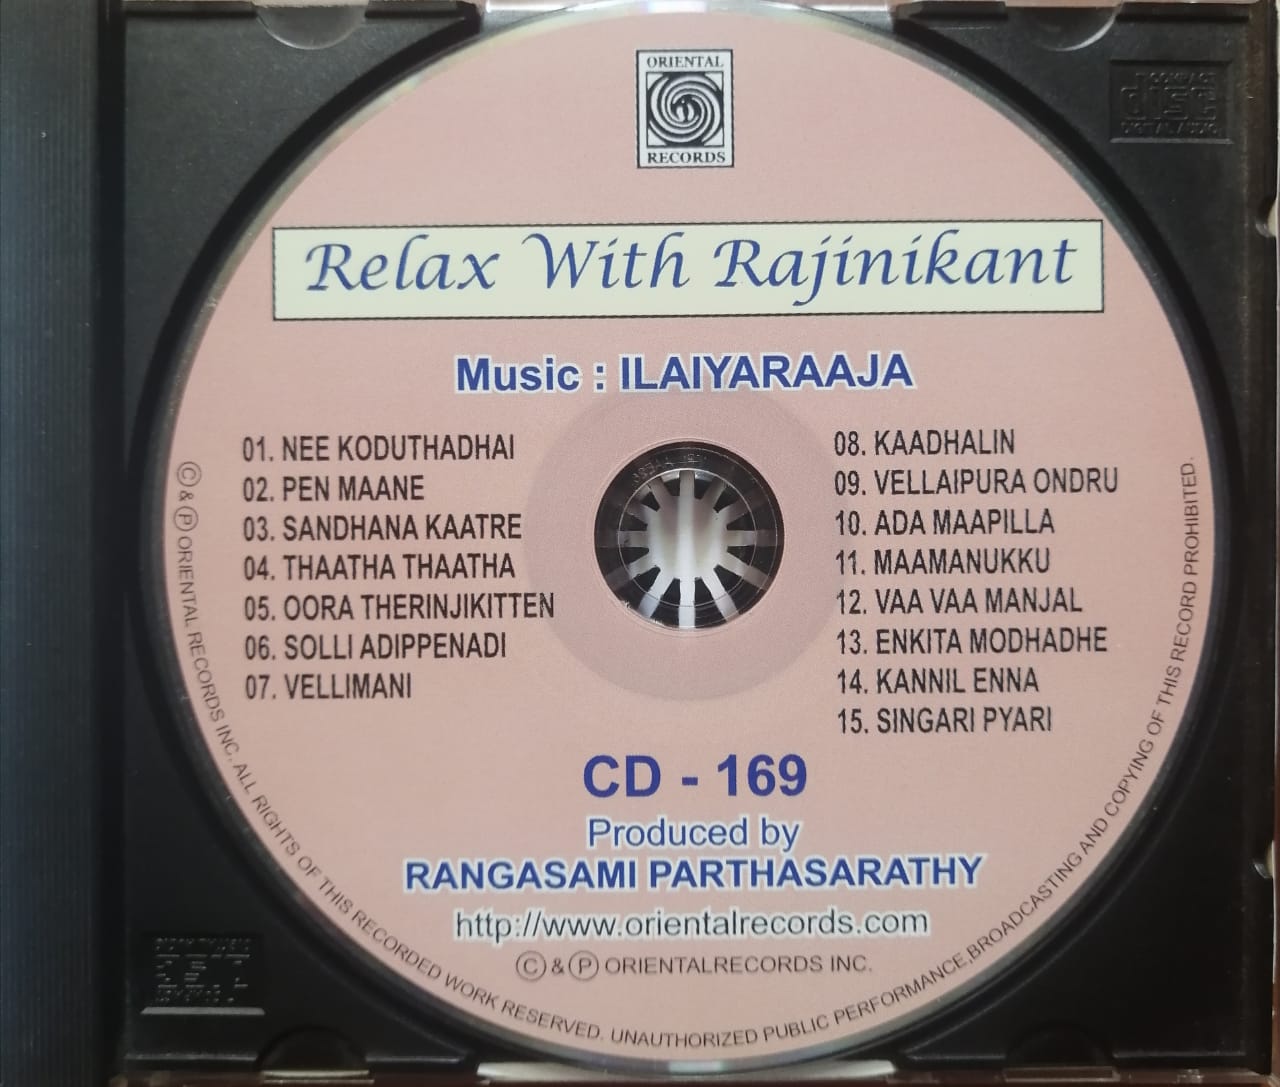 ORIENTAL
RECORDS
Relax With Rajinikant
Music : ILAIYARAAJA
01. NEE KODUTHADHAI
02. PEN MAANE
03. SANDHANA KAATRE
04. THAATHA THAATHA
05. OORA THERINJIKITTEN
06. SOLLI ADIPPENADI
07. VELLIMANI
08. KAADHALIN
09. VELLAIPURA ONDRU
10. ADA MAAPILLA
11. MAAMANUKKU
12. VAA VAA MANJAL
13. ENKITA MODHADHE
14. KANNIL ENNA
15. SINGARI PYARI
CD - 169
Produced by
RANGASAMI PARTHASARATHY
http://www.orientalrecords.com
Ⓒ & Ⓟ ORIENTALRECORDS INC.
Ⓒ & Ⓟ ORIENTAL RECORDS INC. ALL RIGHTS OF THIS RECORDED WORK RESERVED. UNAUTHORIZED PUBLIC PERFORMANCE,BROADCASTING AND COPYING OF THIS RECORD PROHIBITED.
COMPACT
disc
DIGITAL AUDIO